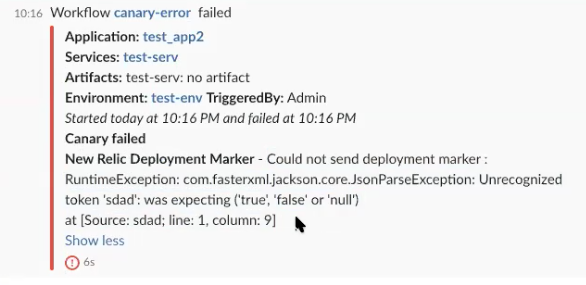 10:16 Workflow canary-error failed
Application: test_app2
Services: test-serv
Artifacts: test-serv: no artifact
Environment: test-env TriggeredBy: Admin
Started today at 10:16 PM and failed at 10:16 PM
Canary failed
New Relic Deployment Marker - Could not send deployment marker :
RuntimeException: com.fasterxml.jackson.core.JsonParseException: Unrecognized
token 'sdad': was expecting ('true', 'false' or 'null')
at [Source: sdad; line: 1, column: 9]
Show less
6s